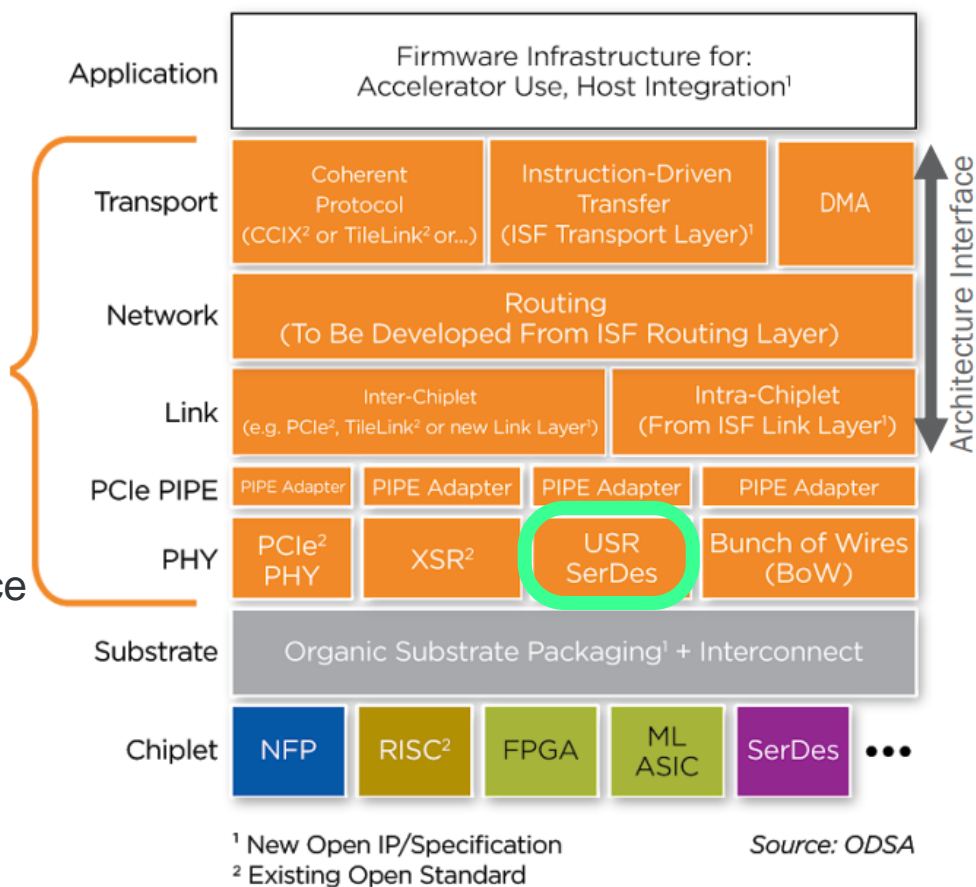 Application
Firmware Infrastructure for:
Accelerator Use, Host Integration¹
Transport
Coherent
Protocol
(CCIX² or TileLink² or...)
Instruction-Driven
Transfer
(ISF Transport Layer)¹
DMA
Architecture Interface
Network
Routing
(To Be Developed From ISF Routing Layer)
Link
Inter-Chiplet
(e.g. PCIe², TileLink² or new Link Layer¹)
Intra-Chiplet
(From ISF Link Layer¹)
PCIe PIPE
PIPE Adapter
PIPE Adapter
PIPE Adapter
PIPE Adapter
PHY
PCIe²
PHY
XSR²
USR
SerDes
Bunch of Wires
(BoW)
ce
Substrate
Organic Substrate Packaging¹ + Interconnect
Chiplet
NFP
RISC²
FPGA
ML
ASIC
SerDes
•••
¹ New Open IP/Specification
² Existing Open Standard
Source: ODSA